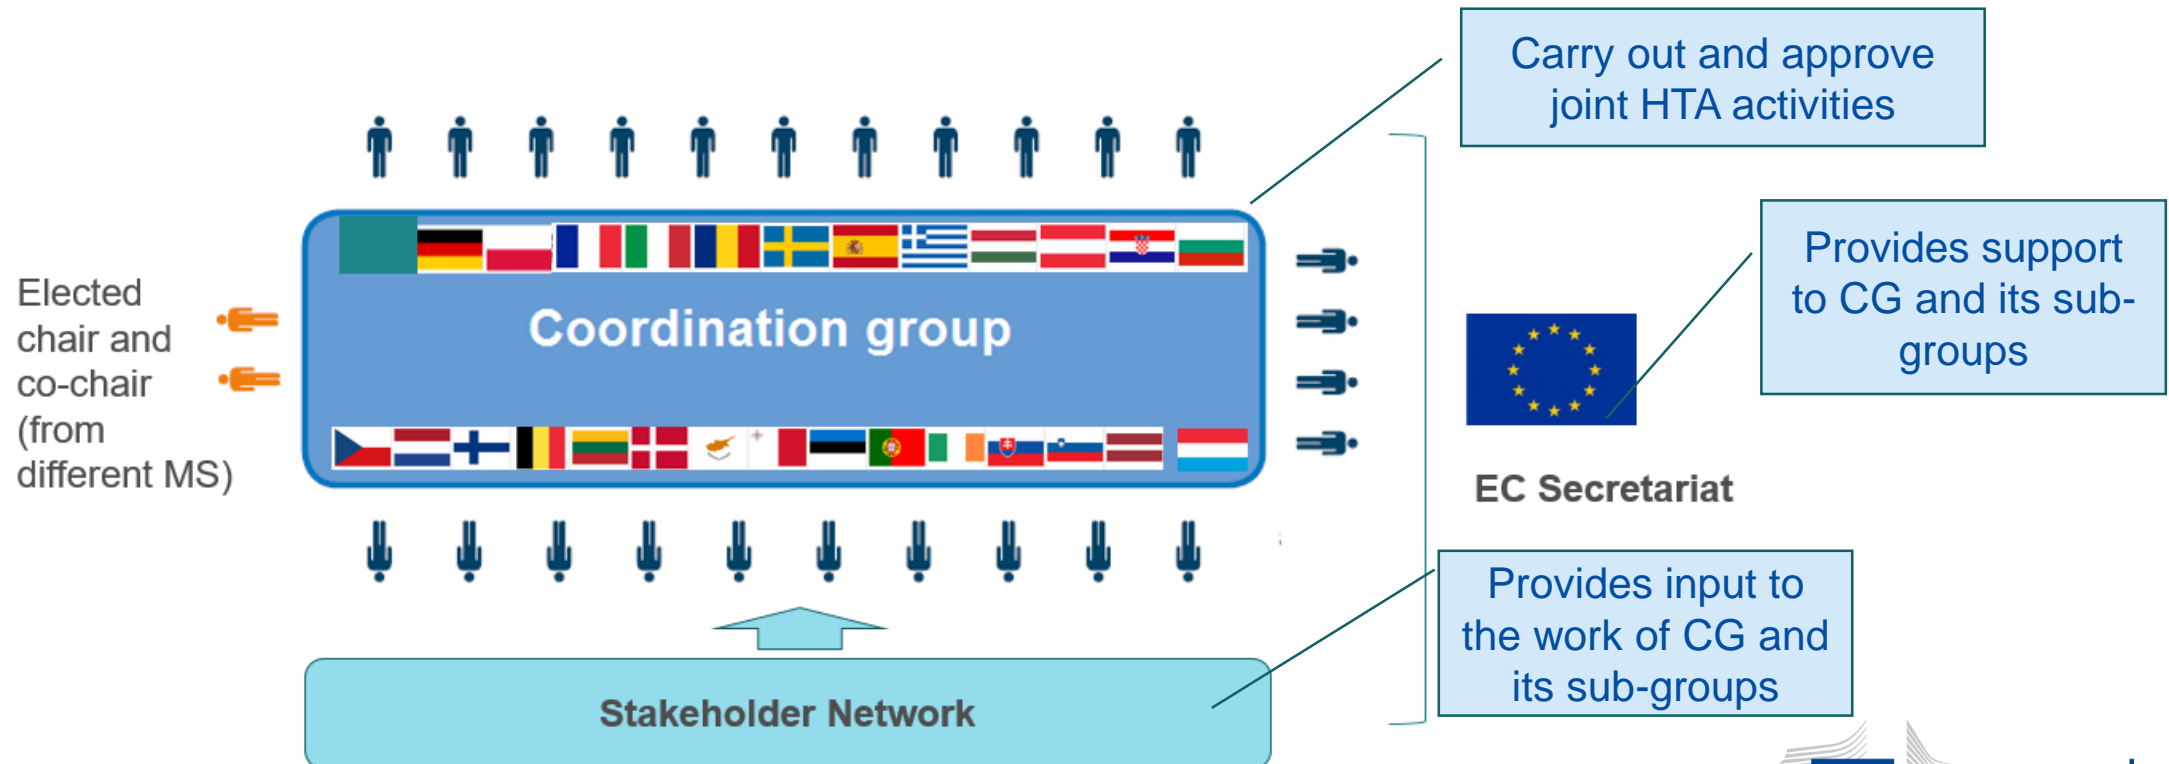 Carry out and approve
joint HTA activities
Elected
chair and
co-chair
(from
different MS)
Coordination group
Provides support
to CG and its sub-
groups
EC Secretariat
Provides input to
the work of CG and
its sub-groups
Stakeholder Network